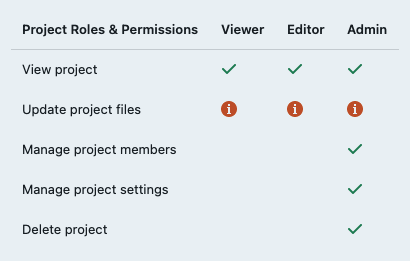 Project Roles & Permissions Viewer Editor Admin
View project
Update project files
Manage project members
Manage project settings
Delete project